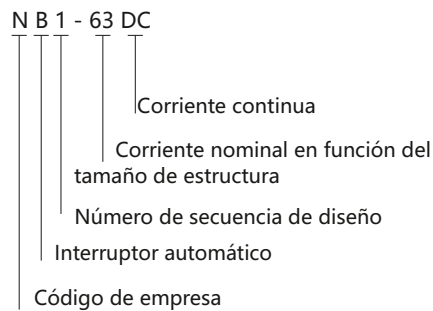 N B 1 - 63 DC
Corriente continua
Corriente nominal en función del
tamaño de estructura
Número de secuencia de diseño
Interruptor automático
Código de empresa